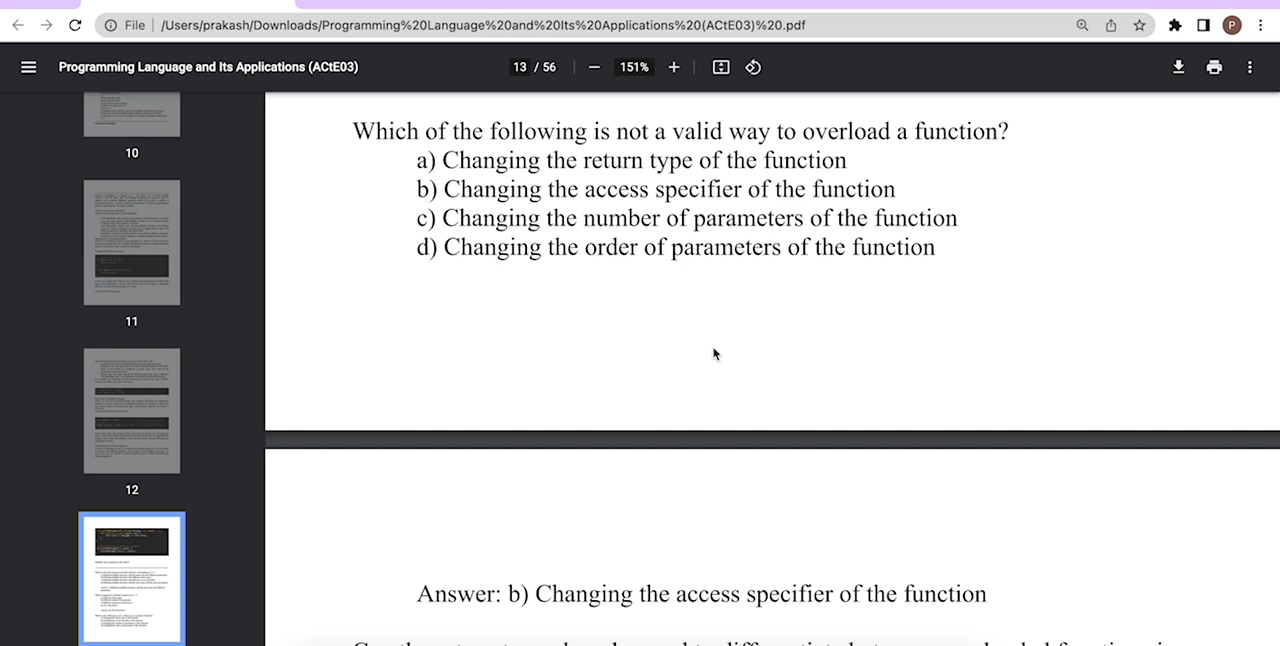 File | /Users/prakash/Downloads/Programming%20Language%20and%20Its%20Applications%20(ACtE03)%20.pdf
P
Programming Language and Its Applications (ACtE03)
13 / 56
151%
10
11
12
Which of the following is not a valid way to overload a function?
a) Changing the return type of the function
b) Changing the access specifier of the function
c) Changing the number of parameters of the function
d) Changing the order of parameters of the function
Answer: b) Changing the access specifier of the function